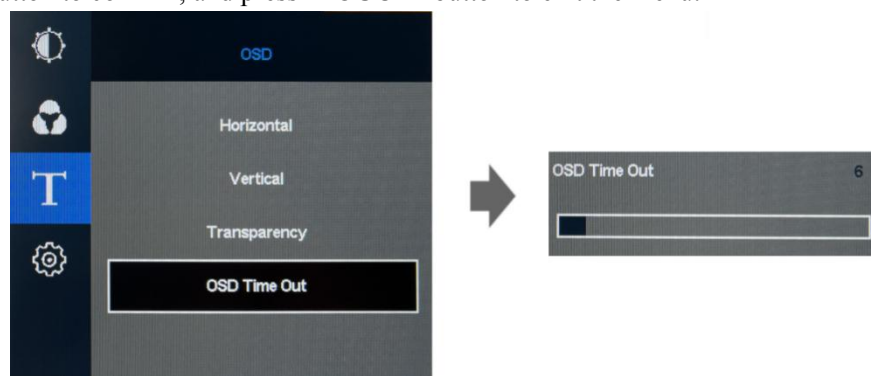 OSD
Horizontal
T
Vertical
Transparency
OSD Time Out
OSD Time Out 6